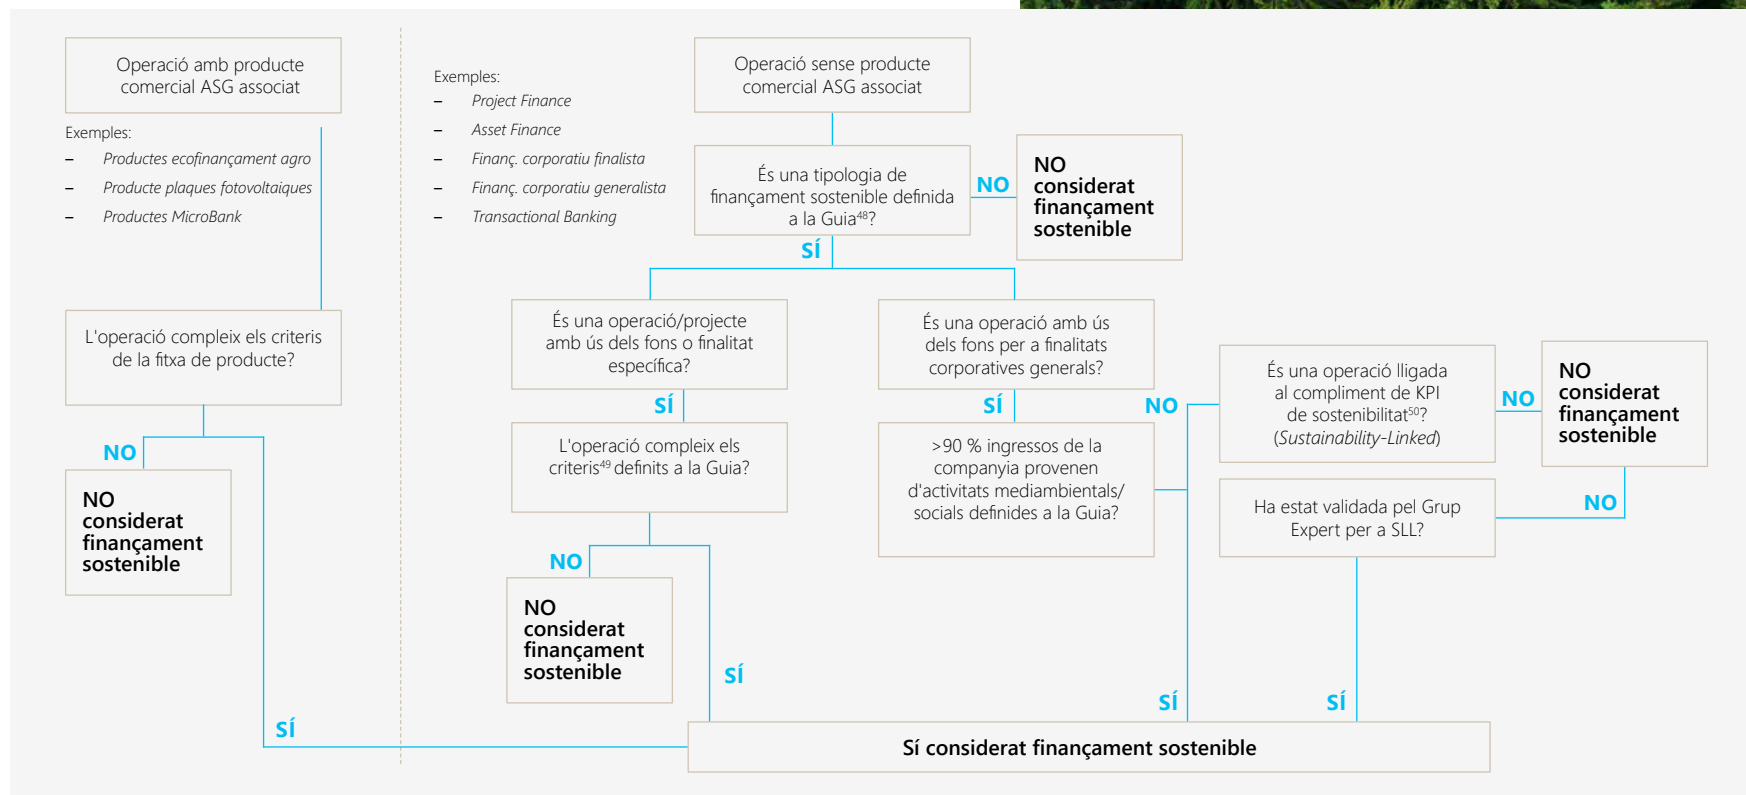 Operació amb producte
comercial ASG associat
Exemples:
– Productes ecofinançament agro
– Producte plaques fotovoltaiques
– Productes MicroBank
L'operació compleix els criteris
de la fitxa de producte?
NO
NO
considerat
finançament
sostenible
SÍ
Exemples:
– Project Finance
– Asset Finance
– Finanç. corporatiu finalista
– Finanç. corporatiu generalista
– Transactional Banking
Operació sense producte
comercial ASG associat
És una tipologia de
finançament sostenible definida
a la Guia48?
NO
NO
considerat
finançament
sostenible
SÍ
És una operació/projecte
amb ús dels fons o finalitat
específica?
SÍ
L'operació compleix els
criteris49 definits a la Guia?
NO
NO
considerat
finançament
sostenible
SÍ
És una operació amb ús
dels fons per a finalitats
corporatives generals?
SÍ
>90 % ingressos de la
companyia provenen
d'activitats mediambientals/
socials definides a la Guia?
NO
SÍ
És una operació lligada
al compliment de KPI
de sostenibilitat50?
(Sustainability-Linked)
NO
NO
considerat
finançament
sostenible
Ha estat validada pel Grup
Expert per a SLL?
NO
SÍ
Sí considerat finançament sostenible